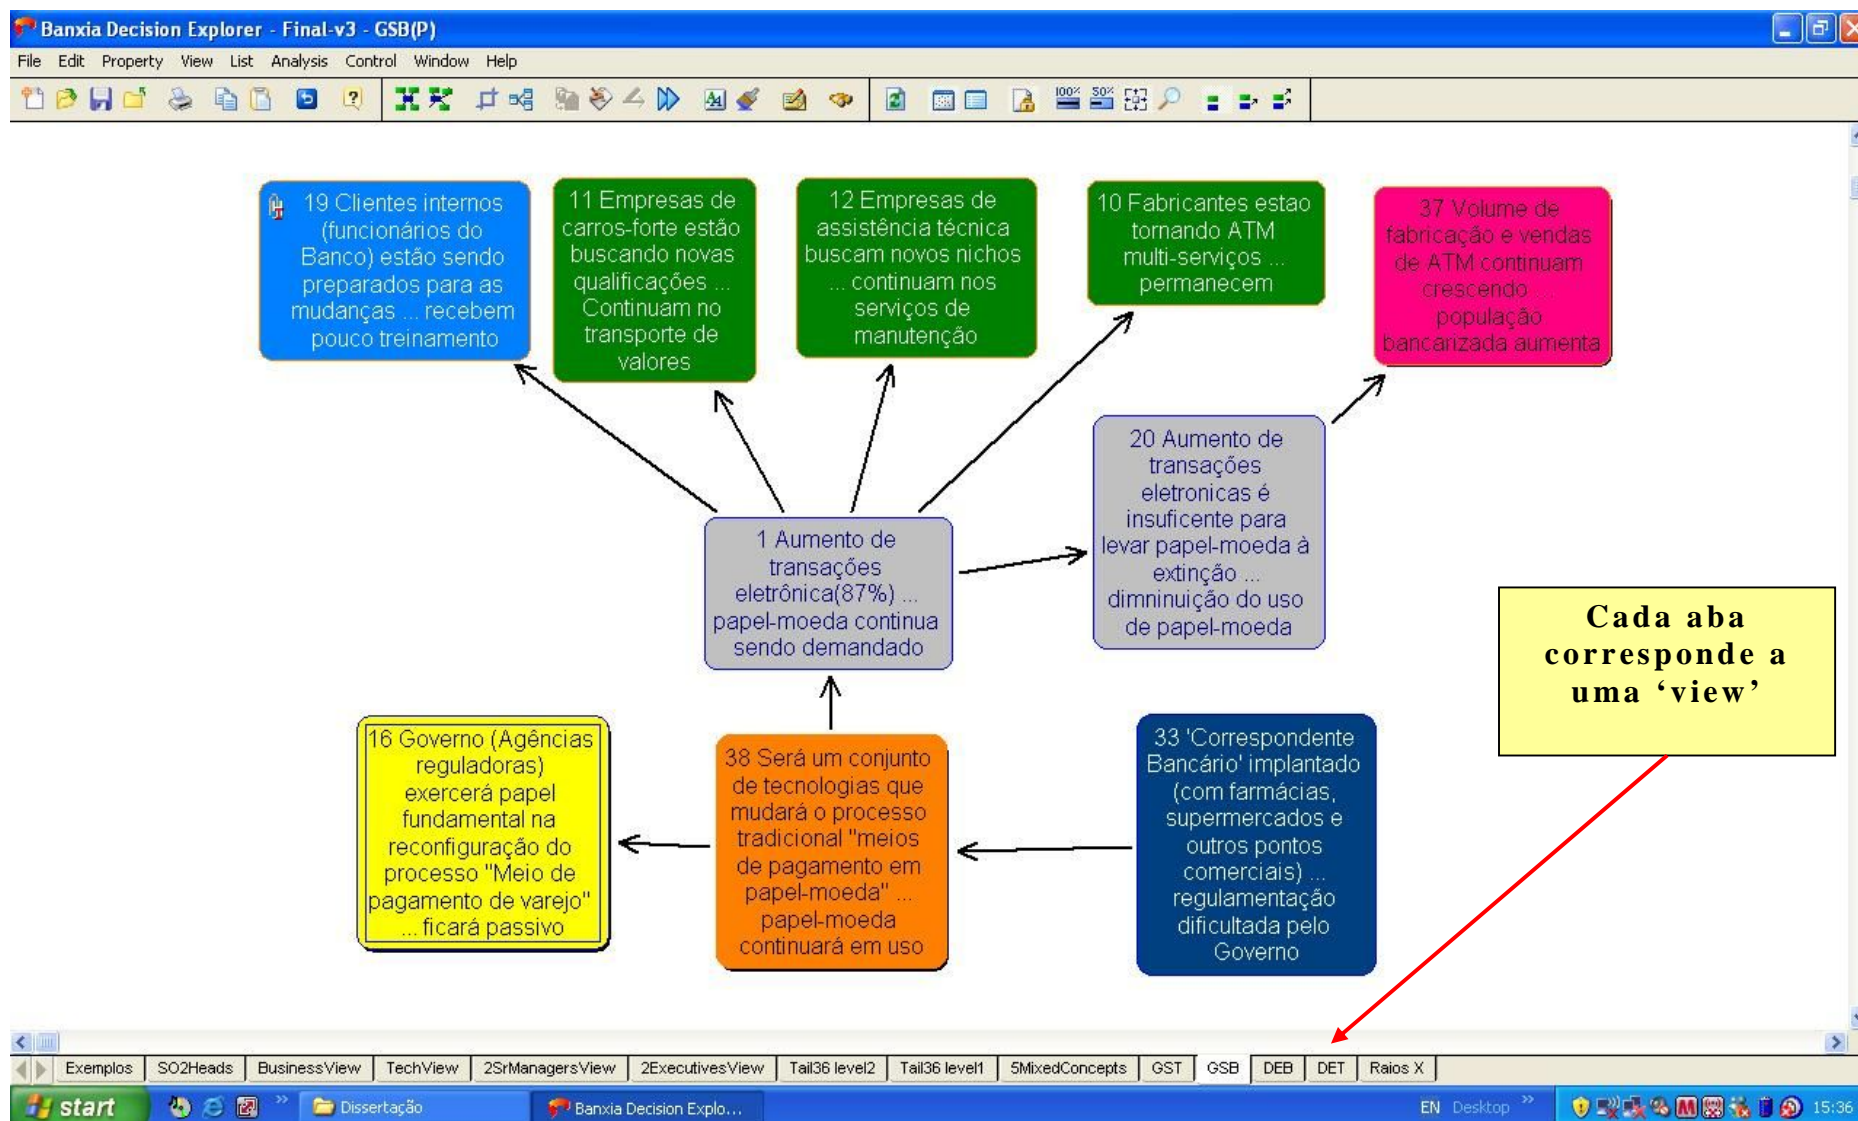 Banxia Decision Explorer - Final-v3 - GSB(P)
File Edit Property View List Analysis Control Window Help
100% 50%
19 Clientes internos
(funcionários do
Banco) estão sendo
preparados para as
mudanças ... recebem
pouco treinamento
11 Empresas de
carros-forte estão
buscando novas
qualificações ...
Continuam no
transporte de
valores
12 Empresas de
assistência técnica
buscam novos nichos
... continuam nos
serviços de
manutenção
10 Fabricantes estao
tornando ATM
multi-serviços ...
permanecem
37 Volume de
fabricação e vendas
de ATM continuam
crescendo ...
população
bancarizada aumenta
20 Aumento de
transações
eletronicas é
insuficente para
levar papel-moeda à
extinção ...
dimninuição do uso
de papel-moeda
1 Aumento de
transações
eletrônica(87%) ...
papel-moeda continua
sendo demandado
Cada aba
corresponde a
uma ‘view’
16 Governo (Agências
reguladoras)
exercerá papel
fundamental na
reconfiguração do
processo "Meio de
pagamento de varejo"
... ficará passivo
38 Será um conjunto
de tecnologias que
mudará o processo
tradicional "meios
de pagamento em
papel-moeda" ...
papel-moeda
continuará em uso
33 'Correspondente
Bancário' implantado
(com farmácias,
supermercados e
outros pontos
comerciais) ...
regulamentação
dificultada pelo
Governo
Exemplos SO2Heads BusinessView TechView 2SrManagersView 2ExecutivesView Tail36 level2 Tail36 level1 5MixedConcepts GST GSB DEB DET Raios X
start Dissertação Banxia Decision Explo... EN Desktop 15:36